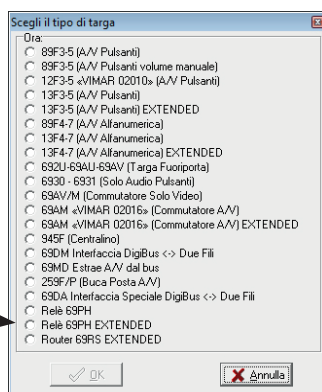 Scegli il tipo di targa
Ora:
89F3-5 (A/V Pulsanti)
89F3-5 (A/V Pulsanti volume manuale)
12F3-5 «VIMAR 02010» (A/V Pulsanti)
13F3-5 (A/V Pulsanti)
13F3-5 (A/V Pulsanti) EXTENDED
89F4-7 (A/V Alfanumerica)
13F4-7 (A/V Alfanumerica)
13F4-7 (A/V Alfanumerica) EXTENDED
692U-69AU-69AV (Targa Fuoriporta)
6930 - 6931 (Solo Audio Pulsanti)
69AV/M (Commutatore Solo Video)
69AM «VIMAR 02016» (Commutatore A/V)
69AM «VIMAR 02016» (Commutatore A/V) EXTENDED
945F (Centralino)
69DM Interfaccia DigiBus <-> Due Fili
69MD Estrae A/V dal bus
259F/P (Buca Posta A/V)
69DA Interfaccia Speciale DigiBus <-> Due Fili
Relè 69PH
Relè 69PH EXTENDED
Router 69RS EXTENDED
OK
Annulla